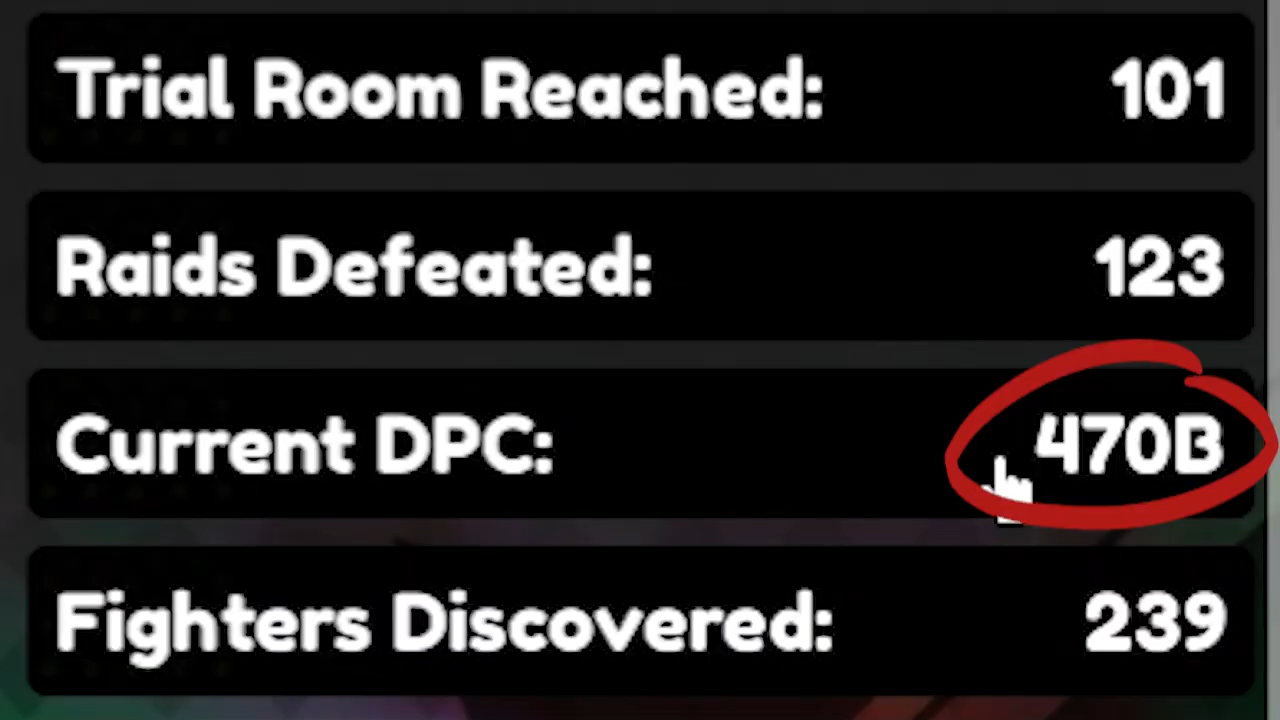 Trial Room Reached: 101
Raids Defeated: 123
Current DPC: 470B
Fighters Discovered: 239